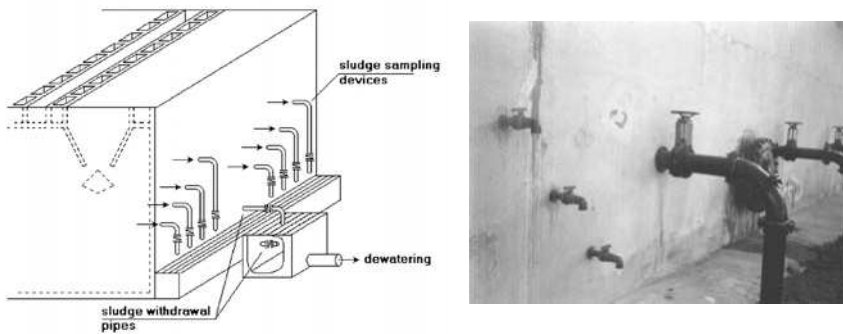 sludge sampling
devices
dewatering
sludge withdrawal
pipes